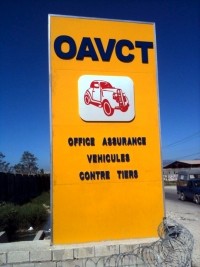 OAVCT
OFFICE ASSURANCE
VEHICULES
CONTRE TIERS